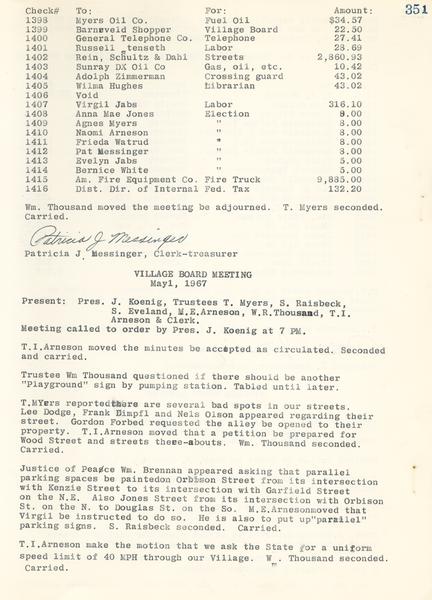 351
Check# To: For: Amount:
1398 Myers Oil Co. Fuel Oil $34.57
1399 Barneveld Shopper Village Board 22.50
1400 General Telephone Co. Telephone 27.41
1401 Russell tenseth Labor 28.69
1402 Rein, Schultz & Dahl Streets 2,860.93
1403 Sunray DX Oil Co Gas, oil, etc. 10.42
1404 Adolph Zimmerman Crossing guard 43.02
1405 Wilma Hughes Librarian 43.02
1406 Void
1407 Virgil Jabs Labor 316.10
1408 Anna Mae Jones Election 8.00
1409 Agnes Myers " 8.00
1410 Naomi Arneson " 8.00
1411 Frieda Watrud " 8.00
1412 Pat Messinger " 8.00
1413 Evelyn Jabs " 5.00
1414 Bernice White " 5.00
1415 Am. Fire Equipment Co. Fire Truck 9,885.00
1416 Dist. Dir. of Internal Fed. Tax 132.20
Wm. Thousand moved the meeting be adjourned. T. Myers seconded.
Carried.
Patricia J Messinger
Patricia J. Messinger, Clerk-treasurer
VILLAGE BOARD MEETING
May1, 1967
Present: Pres. J. Koenig, Trustees T. Myers, S. Raisbeck,
S. Eveland, M.E.Arneson, W.R.Thousand, T.I.
Arneson & Clerk.
Meeting called to order by Pres. J. Koenig at 7 PM.
T.I.Arneson moved the minutes be accepted as circulated. Seconded
and carried.
Trustee Wm Thousand questioned if there should be another
"Playground" sign by pumping station. Tabled until later.
T.MYers reportedthere are several bad spots in our streets.
Lee Dodge, Frank Dimpfl and Nels Olson appeared regarding their
street. Gordon Forbed requested the alley be opened to their
property. T.I.Arneson moved that a petition be prepared for
Wood Street and streets there-abouts. Wm. Thousand seconded.
Carried.
Justice of Pea/ce Wm. Brennan appeared asking that parallel
parking spaces be paintedon Orbison Street from its intersection
with Kenzie Street to its intersection with Garfield Street
on the N.E. Also Jones Street from its intersection with Orbison
St. on the N. to Douglas St. on the So. M.E.Arnesonmoved that
Virgil be instructed to do so. He is also to put up"parallel"
parking signs. S. Raisbeck seconded. Carried.
T.I.Arneson make the motion that we ask the State for a uniform
speed limit of 40 MPH through our Village. Wm. Thousand seconded.
Carried.